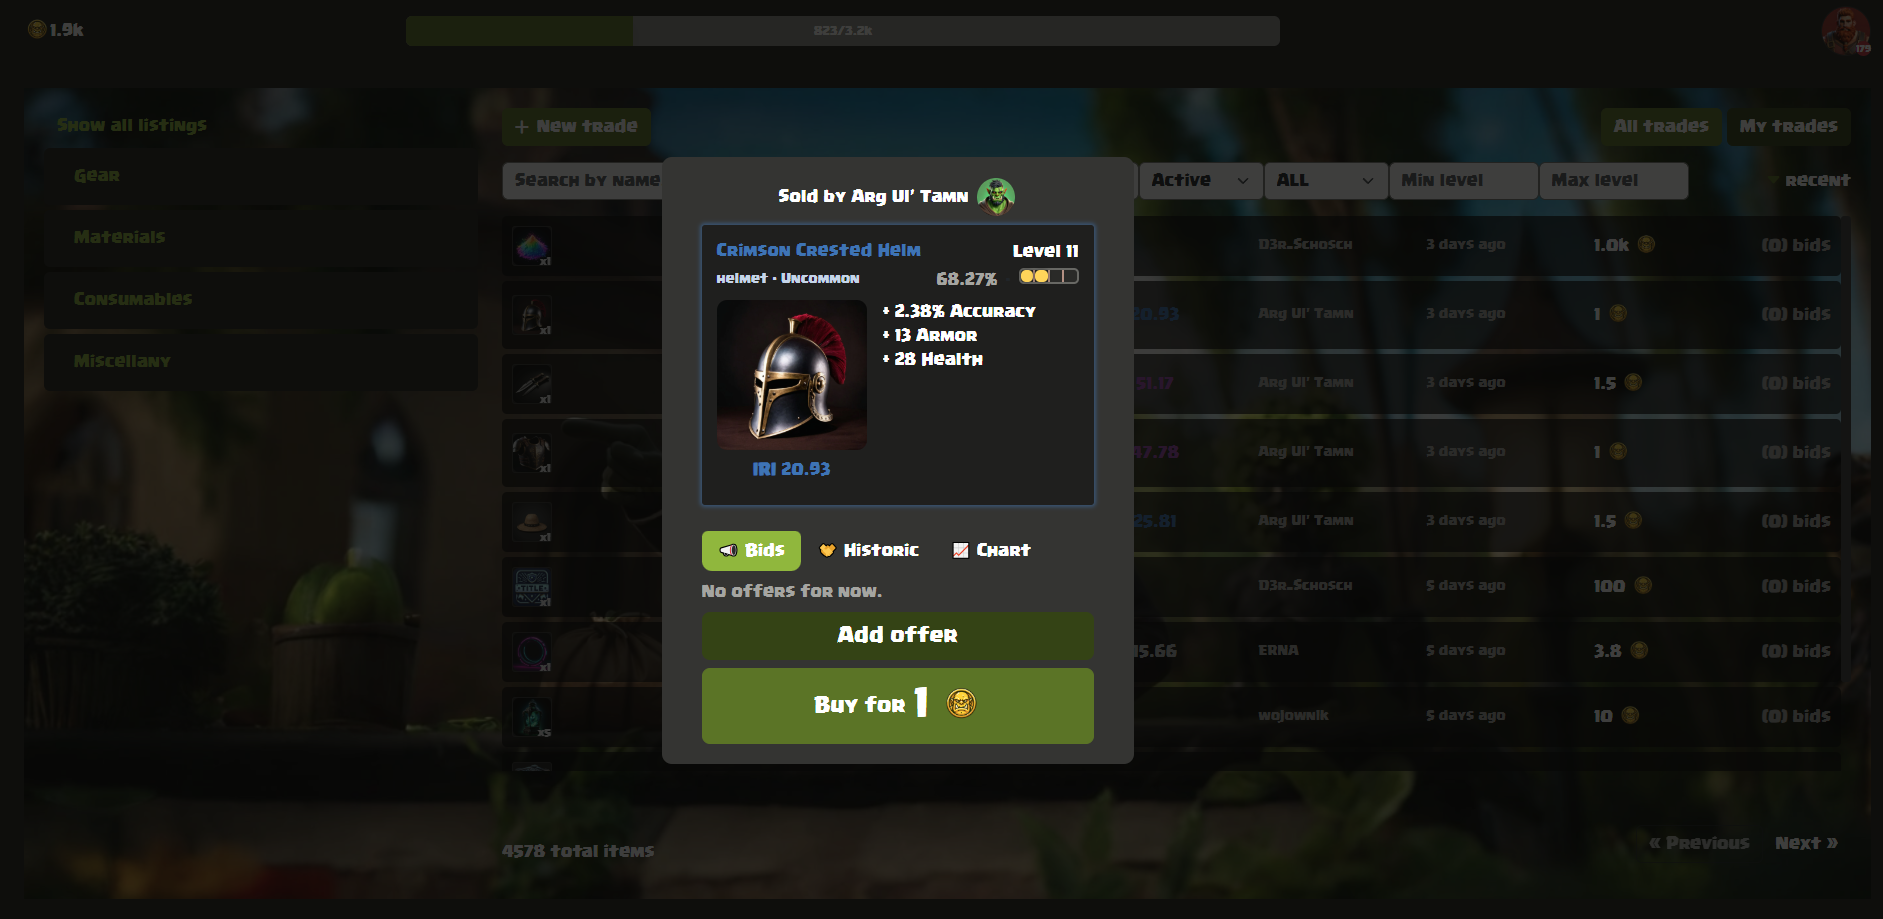 1.9k
823/3.2k
179
Show all listings
Gear
Materials
Consumables
Miscellany
+ New trade
All trades
My trades
Search by name
Active
ALL
Min level
Max level
RECENT
x1
D3r_Schosch
3 days ago
1.0k
(0) bids
x1
20.93
Arg Ul' Tamn
3 days ago
1
(0) bids
x1
51.17
Arg Ul' Tamn
3 days ago
1.5
(0) bids
x1
47.78
Arg Ul' Tamn
3 days ago
1
(0) bids
x1
25.81
Arg Ul' Tamn
3 days ago
1.5
(0) bids
TITLE
x1
D3r_Schosch
5 days ago
100
(0) bids
x1
15.66
ERNA
5 days ago
3.8
(0) bids
x5
wojownik
5 days ago
10
(0) bids
4578 total items
« Previous
Next »
Sold by Arg Ul' Tamn
Crimson Crested Helm
Level 11
Helmet · Uncommon
68.27%
+ 2.38% Accuracy
+ 13 Armor
+ 28 Health
IRI 20.93
Bids
Historic
Chart
No offers for now.
Add offer
Buy for 1